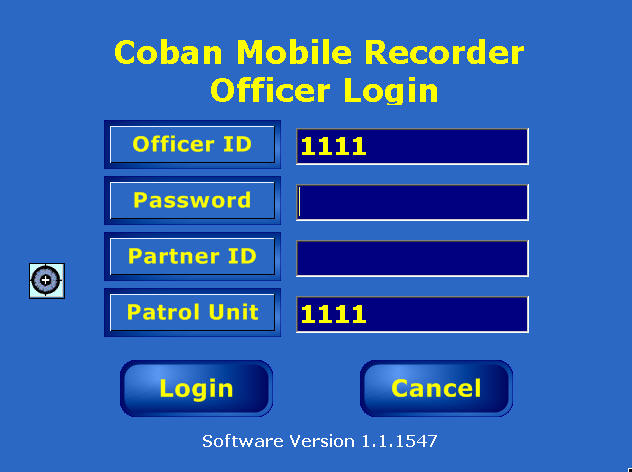 Coban Mobile Recorder
Officer Login
Officer ID 1111
Password
Partner ID
Patrol Unit 1111
Login Cancel
Software Version 1.1.1547